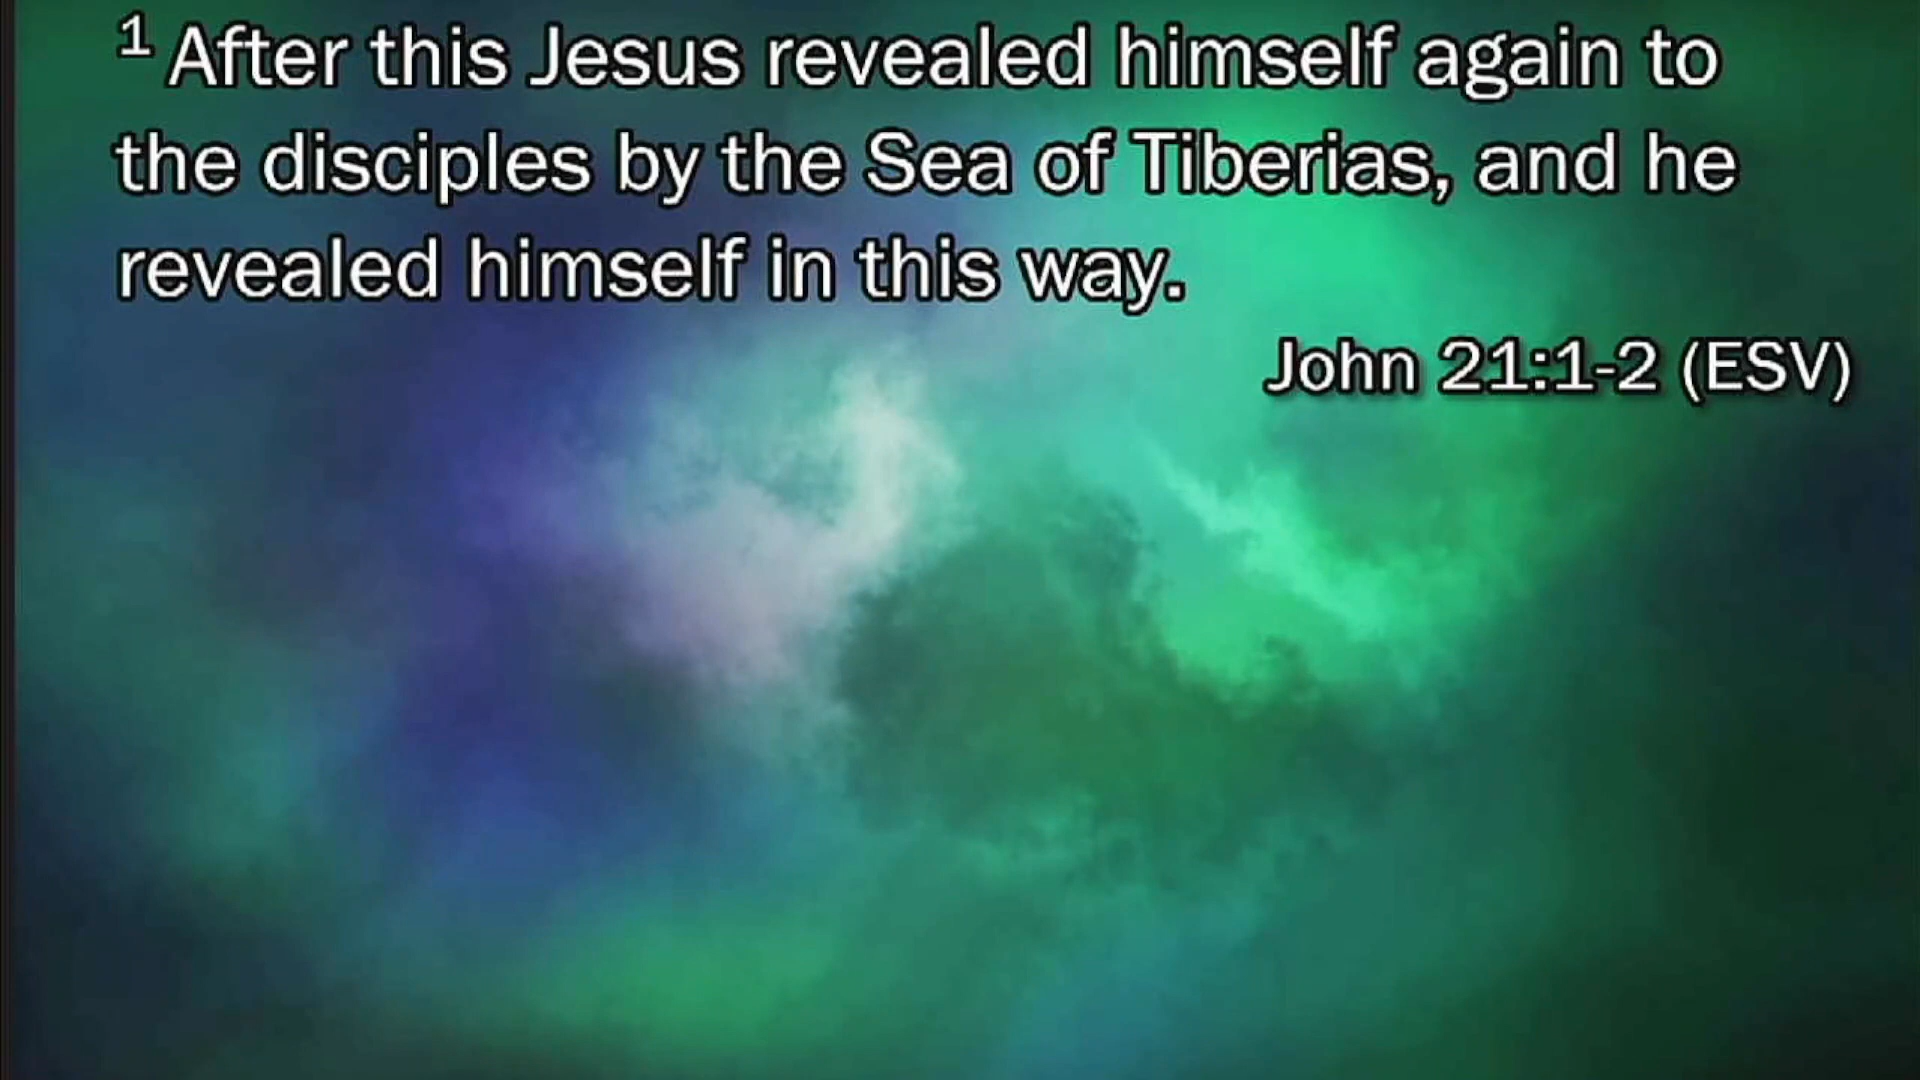 1 After this Jesus revealed himself again to
the disciples by the Sea of Tiberias, and he
revealed himself in this way.
John 21:1-2 (ESV)